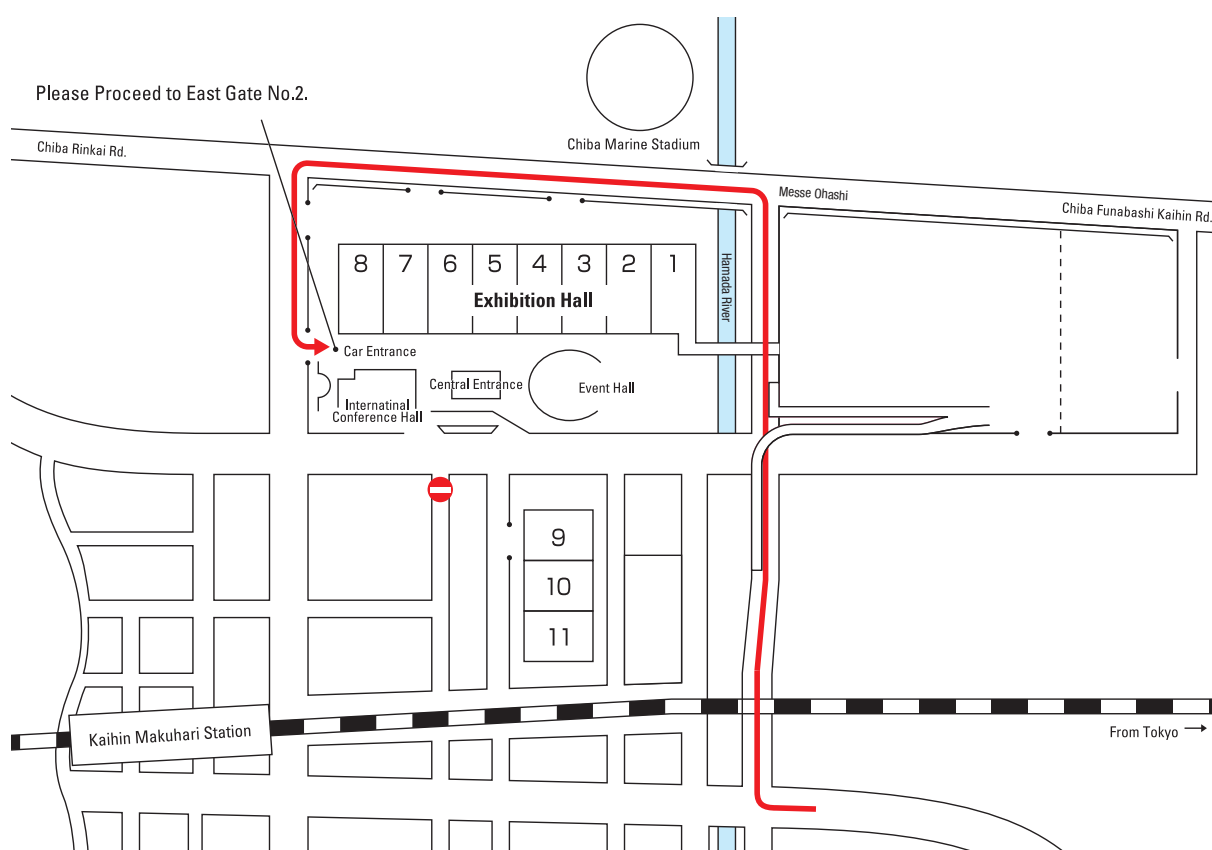 Please Proceed to East Gate No.2.
Chiba Marine Stadium
Chiba Rinkai Rd.
Messe Ohashi
Chiba Funabashi Kaihin Rd.
8 7 6 5 4 3 2 1
Exhibition Hall
Hamada River
Car Entrance
Central Entrance
Event Hall
Internatinal
Conference Hall
9
10
11
Kaihin Makuhari Station
From Tokyo →